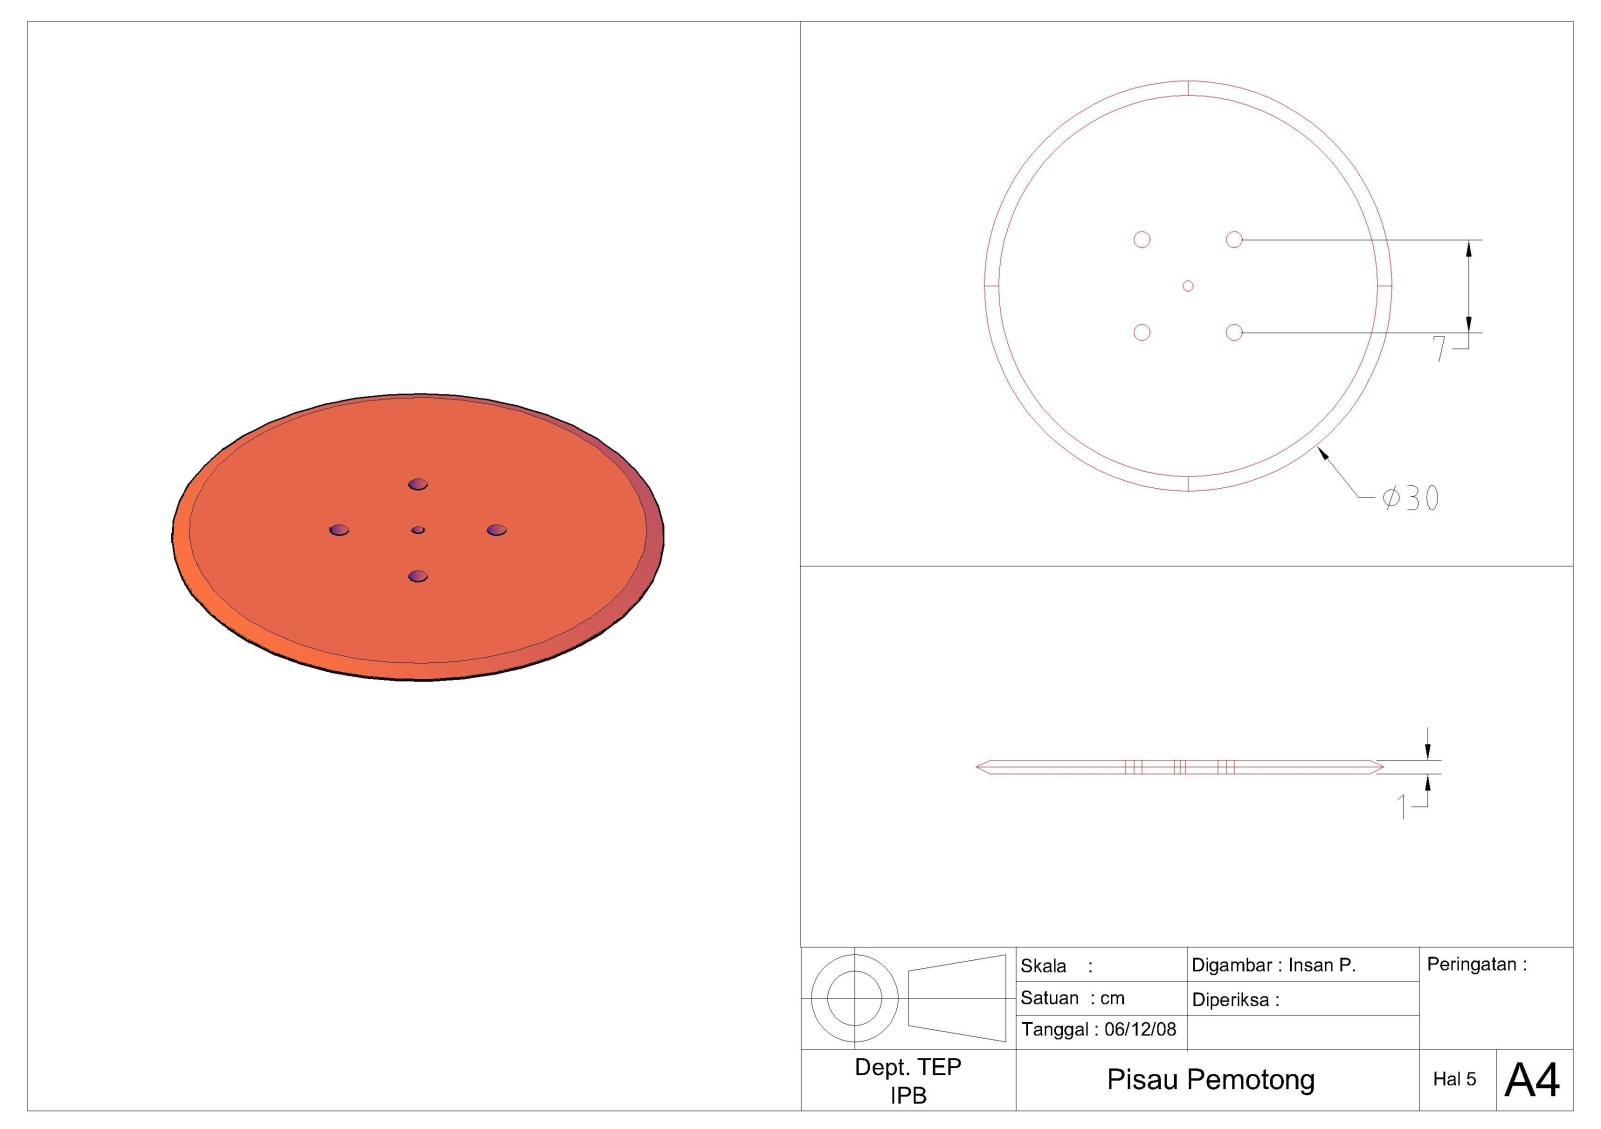 7
⌀30
1
Skala :
Digambar : Insan P.
Peringatan :
Satuan : cm
Diperiksa :
Tanggal : 06/12/08
Dept. TEP
IPB
Pisau Pemotong
Hal 5
A4